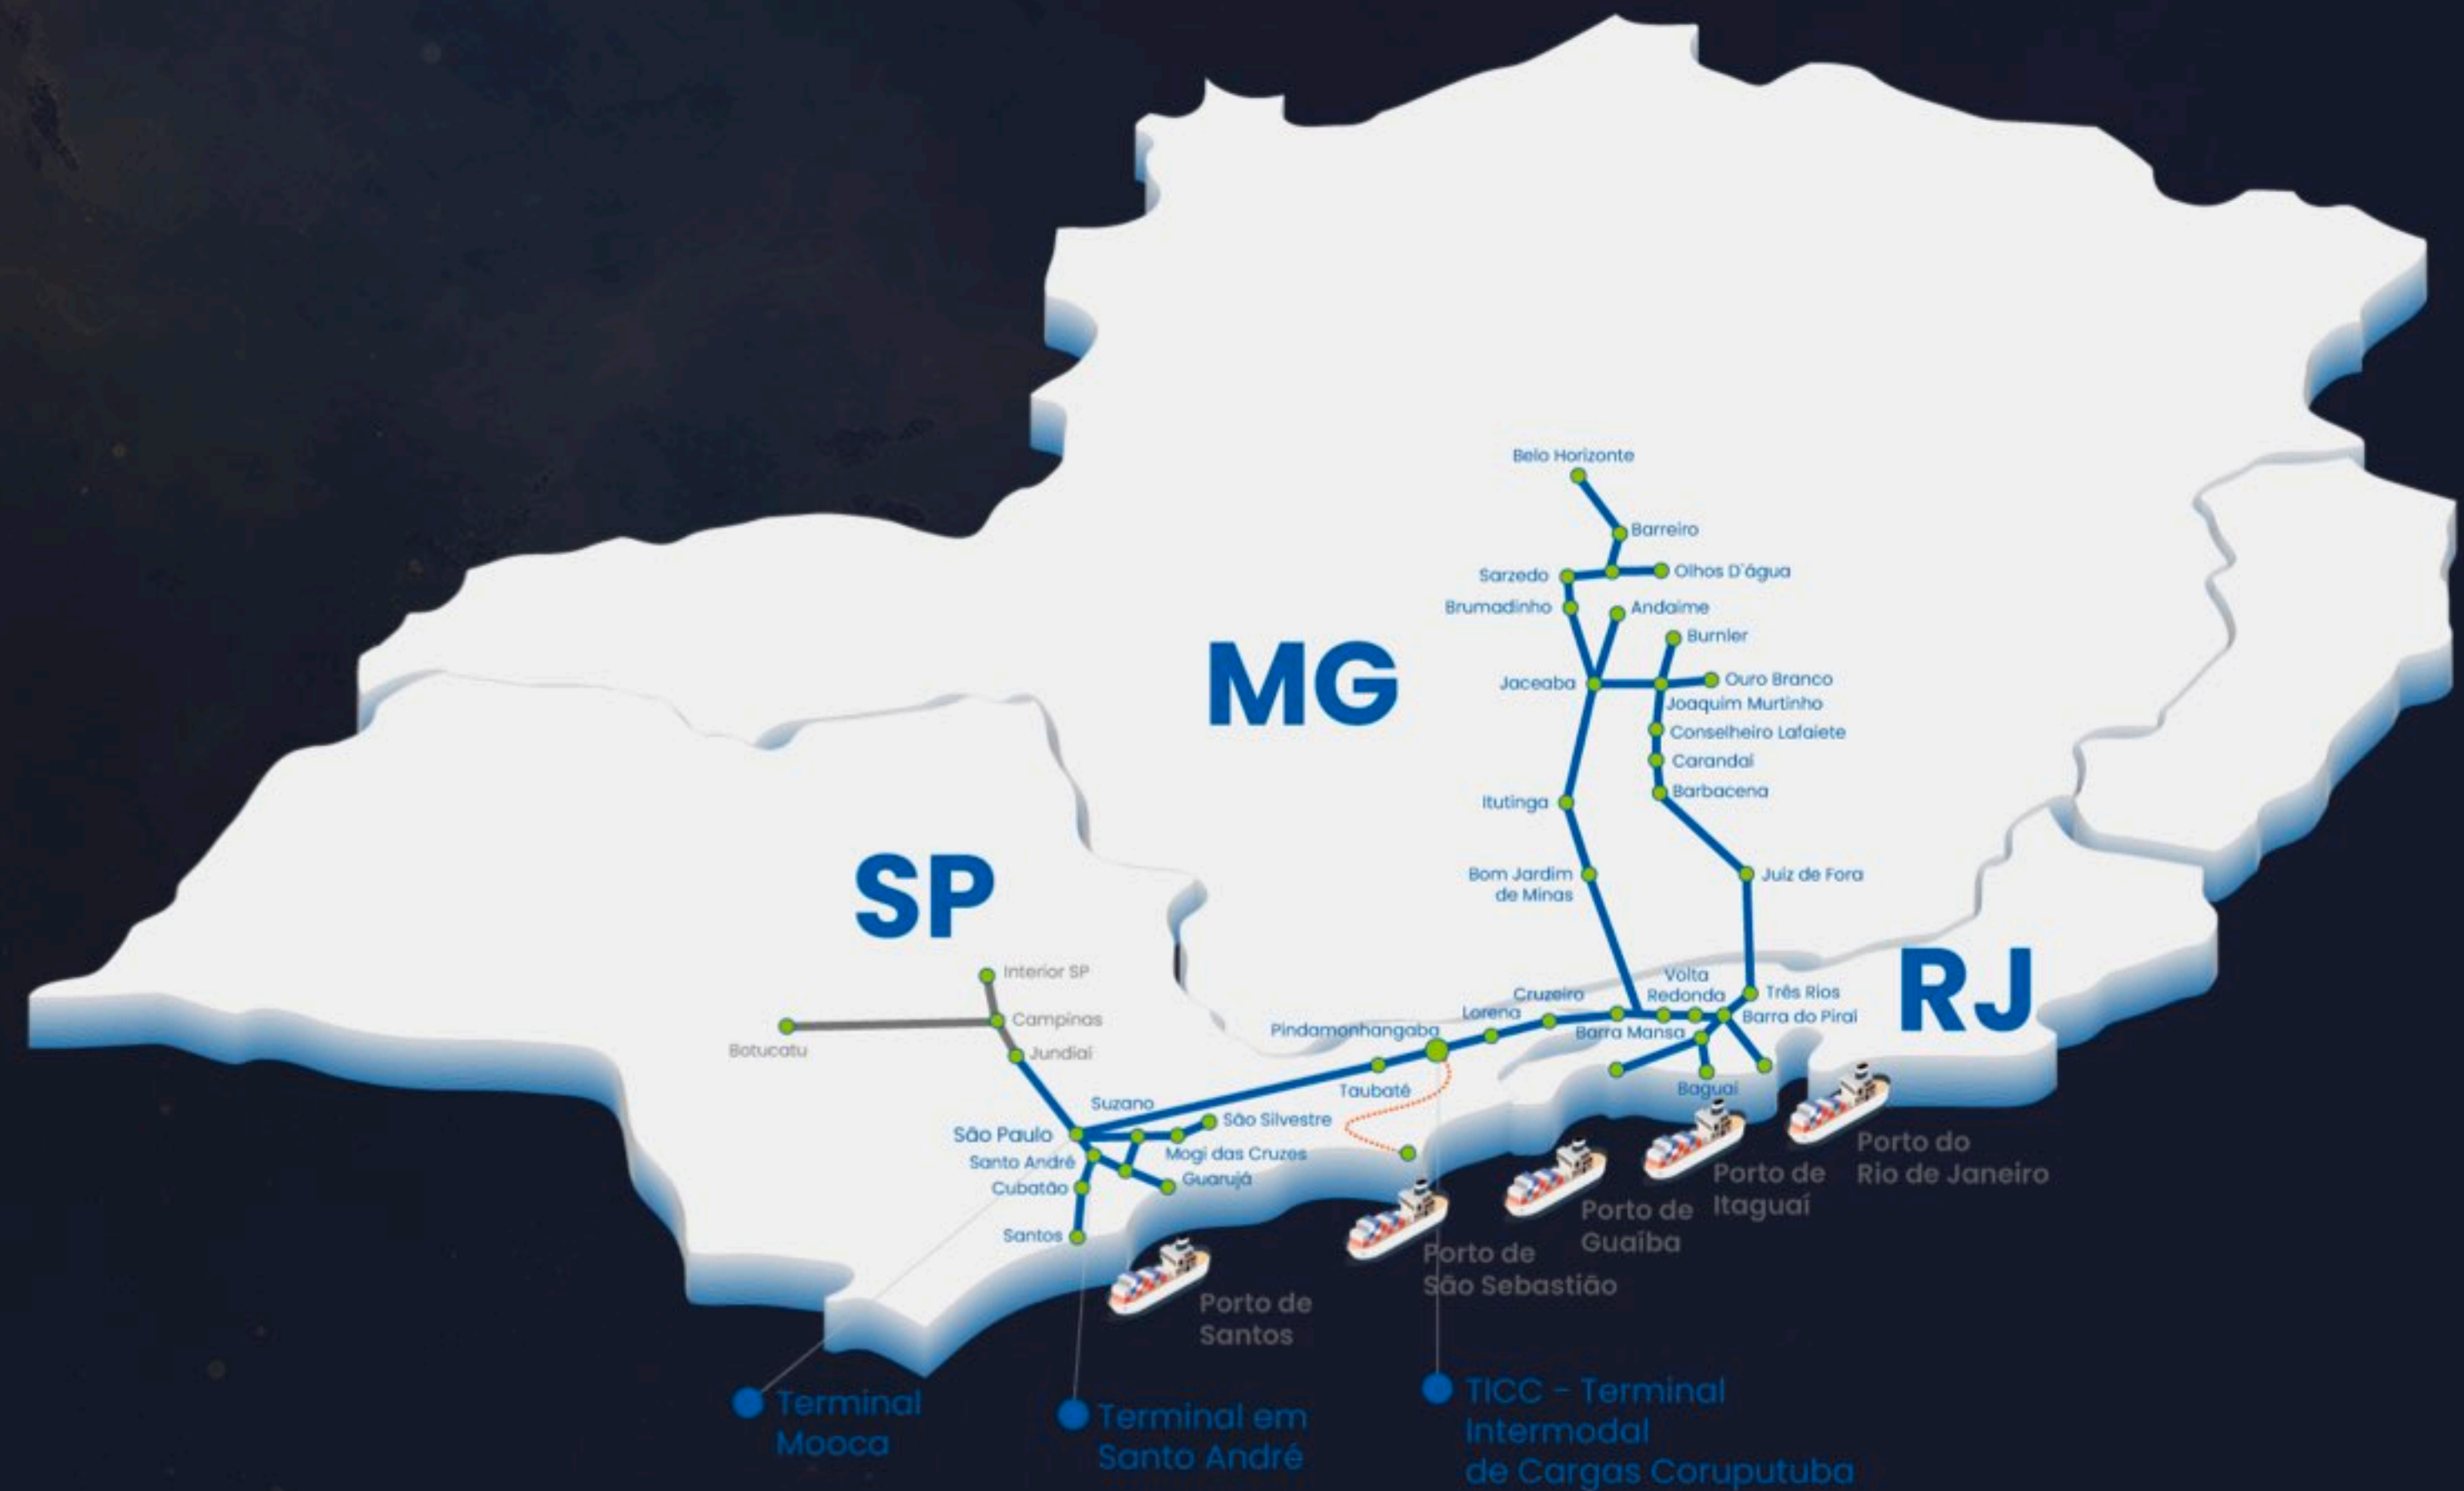 Belo Horizonte
Barreiro
Sarzedo
Olhos D'água
Brumadinho
Andaime
Burnier
MG
Jaceaba
Ouro Branco
Joaquim Murtinho
Conselheiro Lafaiete
Carandaí
Itutinga
Barbacena
Bom Jardim
de Minas
Juiz de Fora
SP
RJ
Interior SP
Campinas
Botucatu
Jundiaí
Volta
Redonda
Três Rios
Cruzeiro
Lorena
Barra do Piraí
Pindamonhangaba
Barra Mansa
Taubaté
Baguai
Suzano
São Paulo
São Silvestre
Santo André
Mogi das Cruzes
Cubatão
Guarujá
Santos
Porto do
Rio de Janeiro
Porto de
Itaguaí
Porto de
Guaíba
Porto de
São Sebastião
Porto de
Santos
Terminal
Mooca
Terminal em
Santo André
TICC - Terminal
Intermodal
de Cargas Coruputuba